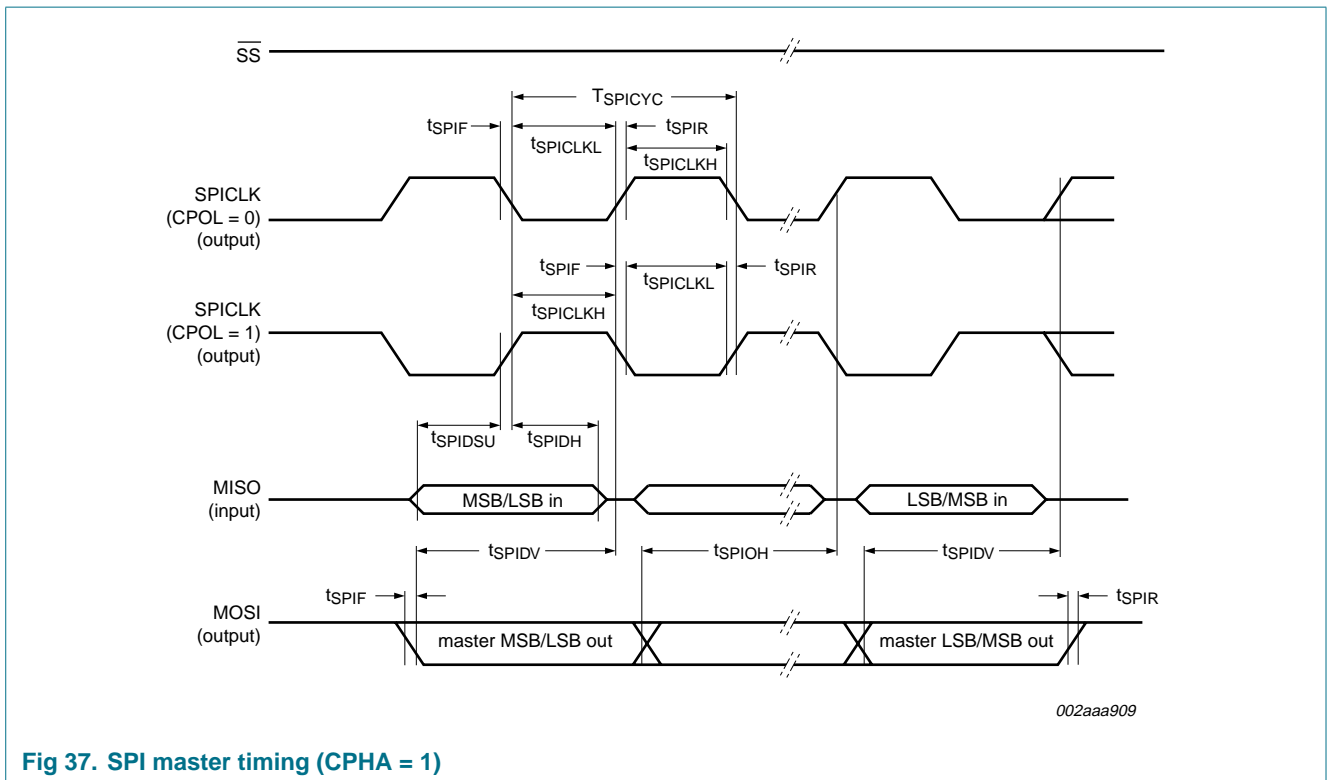 SS
TSPICYC
tSPIF
tSPIR
tSPICLKL
tSPICLKH
SPICLK
(CPOL = 0)
(output)
tSPIF
tSPICLKL
tSPIR
tSPICLKH
SPICLK
(CPOL = 1)
(output)
tSPIDSU
tSPIDH
MISO
(input)
MSB/LSB in
LSB/MSB in
tSPIDV
tSPIOH
tSPIDV
tSPIF
tSPIR
MOSI
(output)
master MSB/LSB out
master LSB/MSB out
002aaa909
Fig 37. SPI master timing (CPHA = 1)